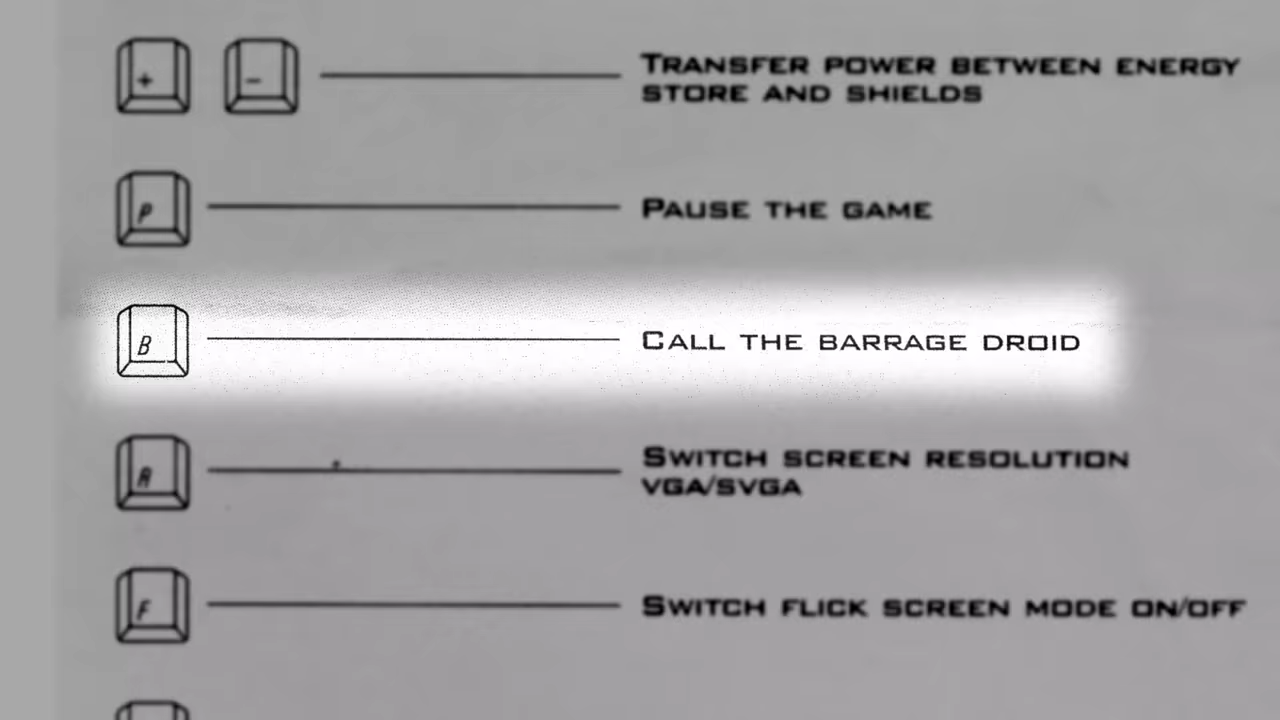 + - TRANSFER POWER BETWEEN ENERGY
STORE AND SHIELDS
P PAUSE THE GAME
B CALL THE BARRAGE DROID
A SWITCH SCREEN RESOLUTION
VGA/SVGA
F SWITCH FLICK SCREEN MODE ON/OFF